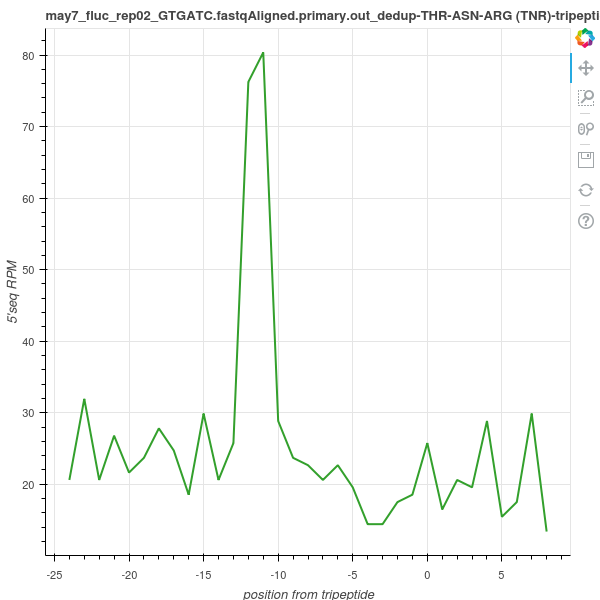 may7_fluc_rep02_GTGATC.fastqAligned.primary.out_dedup-THR-ASN-ARG (TNR)-tripepti
80
70
60
50
40
30
20
5'seq RPM
-25 -20 -15 -10 -5 0 5
position from tripeptide